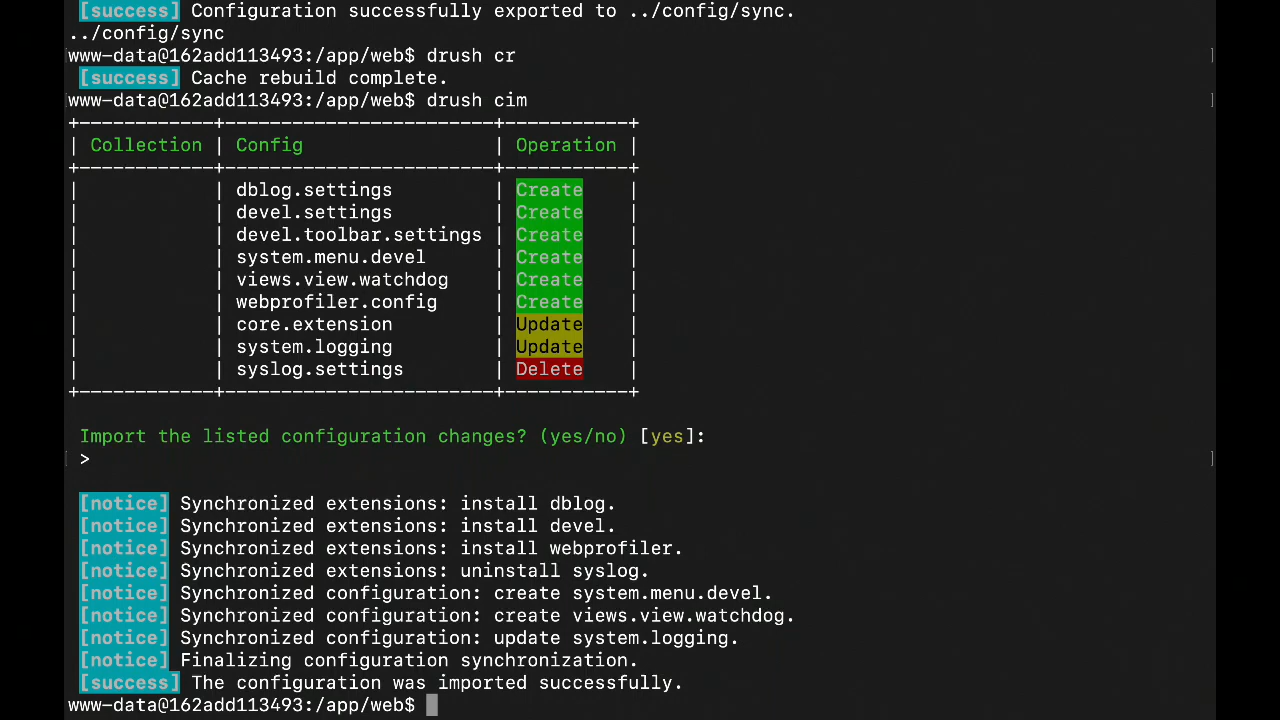 [success] Configuration successfully exported to ../config/sync.
../config/sync
www-data@162add113493:/app/web$ drush cr
[success] Cache rebuild complete.
www-data@162add113493:/app/web$ drush cim
+------------+------------------------+-----------+
| Collection | Config                 | Operation |
+------------+------------------------+-----------+
|            | dblog.settings         | Create    |
|            | devel.settings         | Create    |
|            | devel.toolbar.settings | Create    |
|            | system.menu.devel      | Create    |
|            | views.view.watchdog    | Create    |
|            | webprofiler.config     | Create    |
|            | core.extension         | Update    |
|            | system.logging         | Update    |
|            | syslog.settings        | Delete    |
+------------+------------------------+-----------+
Import the listed configuration changes? (yes/no) [yes]:
>
[notice] Synchronized extensions: install dblog.
[notice] Synchronized extensions: install devel.
[notice] Synchronized extensions: install webprofiler.
[notice] Synchronized extensions: uninstall syslog.
[notice] Synchronized configuration: create system.menu.devel.
[notice] Synchronized configuration: create views.view.watchdog.
[notice] Synchronized configuration: update system.logging.
[notice] Finalizing configuration synchronization.
[success] The configuration was imported successfully.
www-data@162add113493:/app/web$